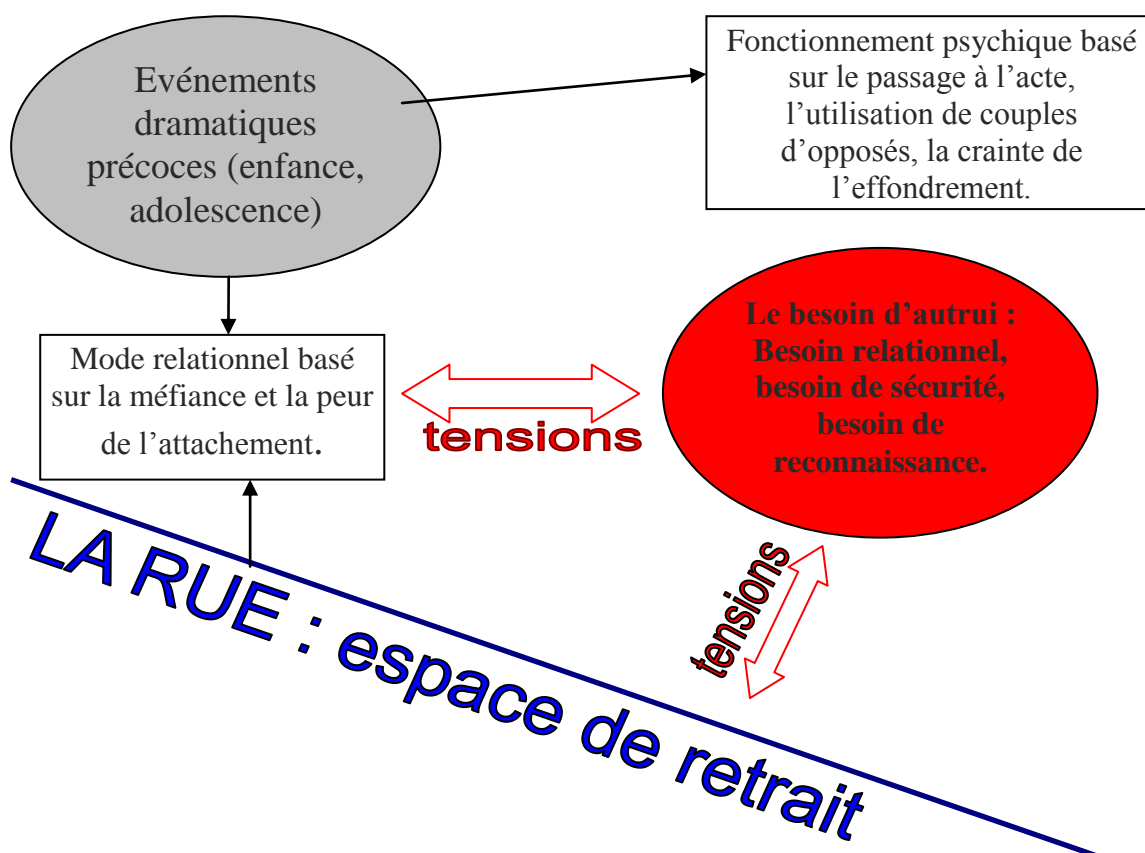 Evénements
dramatiques
précoces (enfance,
adolescence)
Fonctionnement psychique basé
sur le passage à l’acte,
l’utilisation de couples
d’opposés, la crainte de
l’effondrement.
Mode relationnel basé
sur la méfiance et la peur
de l’attachement.
tensions
Le besoin d’autrui :
Besoin relationnel,
besoin de sécurité,
besoin de
reconnaissance.
tensions
LA RUE : espace de retrait